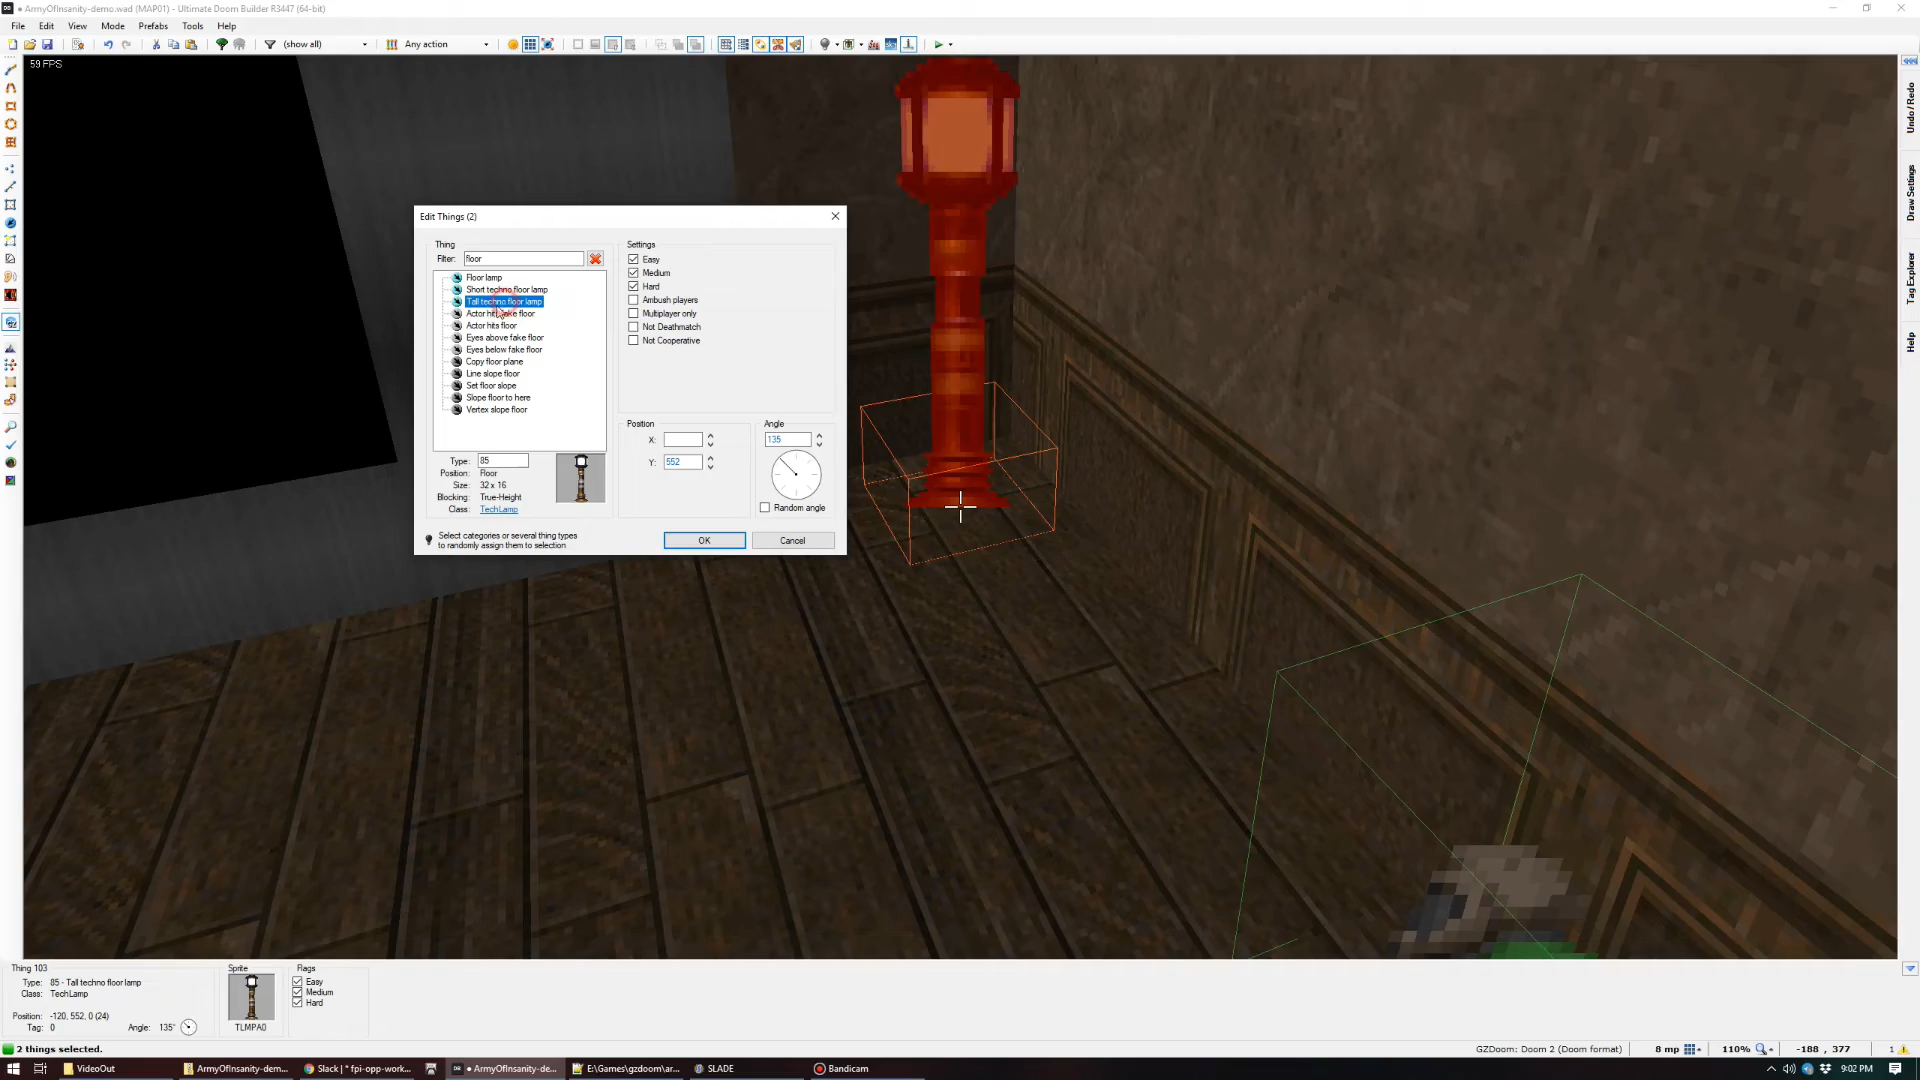 ArmyOfInsanity-demo.wad (MAP01) - Ultimate Doom Builder R3447 (64-bit)
File Edit View Mode Prefabs Tools Help
(show all)
Any action
59 FPS
Undo / Redo
Draw Settings
Tag Explorer
Help
Edit Things (2)
Thing
Filter: floor
Floor lamp
Short techno floor lamp
Tall techno floor lamp
Actor hits fake floor
Actor hits floor
Eyes above fake floor
Eyes below fake floor
Copy floor plane
Line slope floor
Set floor slope
Slope floor to here
Vertex slope floor
Type: 85
Position: Floor
Size: 32 x 16
Blocking: True-Height
Class: TechLamp
Settings
Easy
Medium
Hard
Ambush players
Multiplayer only
Not Deathmatch
Not Cooperative
Position
X:
Y: 552
Angle
135
Random angle
Select categories or several thing types
to randomly assign them to selection
OK
Cancel
Thing 103
Type: 85 - Tall techno floor lamp
Class: TechLamp
Position: -120, 552, 0 (24)
Tag: 0
Angle: 135°
Sprite
TLMPA0
Flags
Easy
Medium
Hard
2 things selected.
GZDoom: Doom 2 (Doom format)
8 mp
110%
-188 , 377
1
VideoOut
ArmyOfInsanity-dem...
Slack | * fpi-opp-work...
• ArmyOfInsanity-de...
E:\Games\gzdoom\ar...
SLADE
Bandicam
9:02 PM